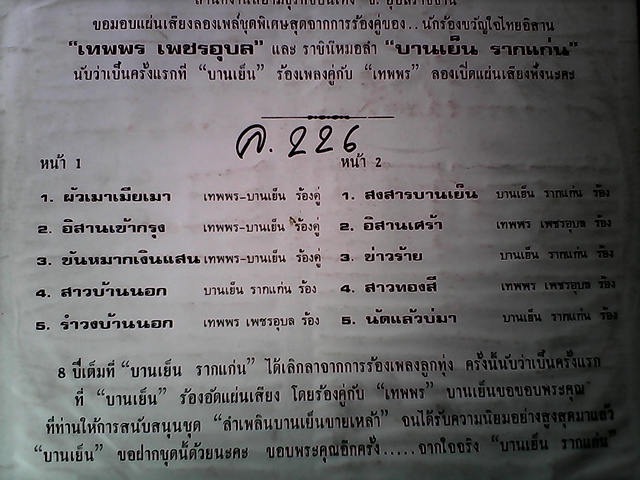 ขอมอบแผ่นเสียงลองเพล์ชุดพิเศษสุดจากการร้องคู่ของ..นักร้องขวัญใจไทยอิสาน
"เทพพร เพชรอุบล" และ ราชินีหมอลำ "บานเย็น รากแก่น"
นับว่าเป็นครั้งแรกที่ "บานเย็น" ร้องเพลงคู่กับ "เทพพร" ลองเปิดแผ่นเสียงฟังนะคะ
ล. 226
หน้า 1
1. ผัวเมาเมียเมา เทพพร-บานเย็น ร้องคู่
2. อิสานเข้ากรุง เทพพร-บานเย็น ร้องคู่
3. ขันหมากเงินแสน เทพพร-บานเย็น ร้องคู่
4. สาวบ้านนอก บานเย็น รากแก่น ร้อง
5. รำวงบ้านนอก เทพพร เพชรอุบล ร้อง
หน้า 2
1. สงสารบานเย็น บานเย็น รากแก่น ร้อง
2. อิสานเศร้า เทพพร เพชรอุบล ร้อง
3. ข่าวร้าย บานเย็น รากแก่น ร้อง
4. สาวทองสี เทพพร เพชรอุบล ร้อง
5. นัดแล้วบ่มา บานเย็น รากแก่น ร้อง
8 ปีเต็มที่ "บานเย็น รากแก่น" ได้เลิกลาจากการร้องเพลงลูกทุ่ง ครั้งนี้นับว่าเป็นครั้งแรก
ที่ "บานเย็น" ร้องอัดแผ่นเสียง โดยร้องคู่กับ "เทพพร" บานเย็นขอขอบพระคุณ
ที่ท่านให้การสนับสนุนชุด "ลำเพลินบานเย็นขายเหล้า" จนได้รับความนิยมอย่างสูงสุดมาแล้ว
"บานเย็น" ขอฝากชุดนี้ด้วยนะคะ ขอบพระคุณอีกครั้ง.....จากใจจริง "บานเย็น รากแก่น"